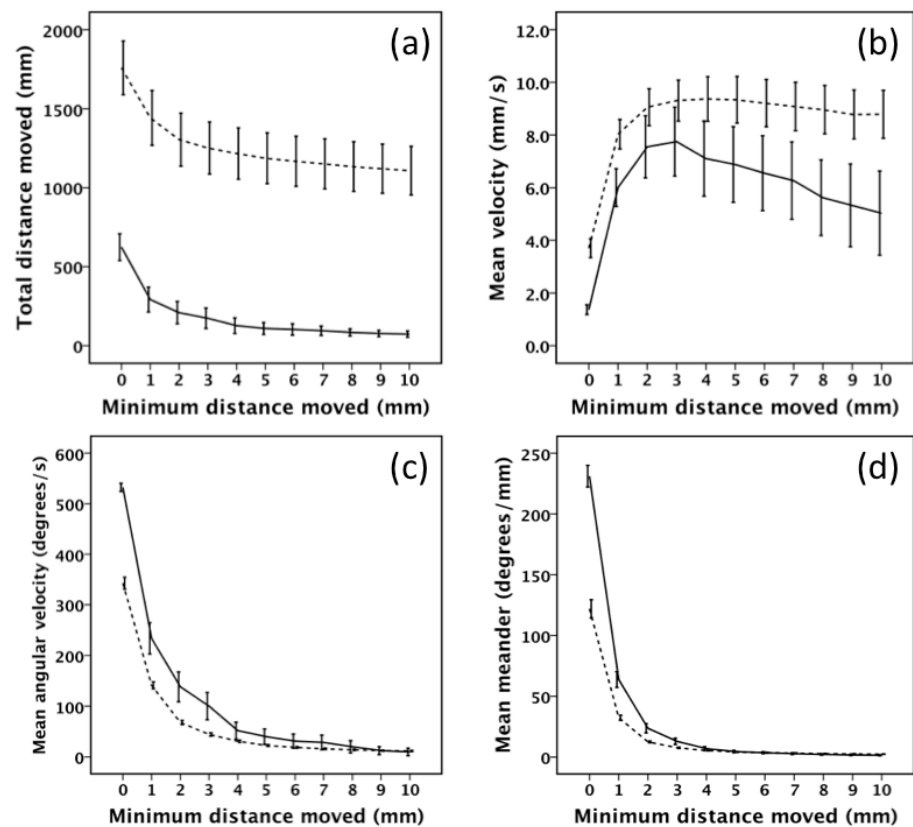 (a)
Total distance moved (mm)
2000
1500
1000
500
0
0 1 2 3 4 5 6 7 8 9 10
Minimum distance moved (mm)
(b)
Mean velocity (mm/s)
12.0
10.0
8.0
6.0
4.0
2.0
0.0
0 1 2 3 4 5 6 7 8 9 10
Minimum distance moved (mm)
(c)
Mean angular velocity (degrees/s)
600
500
400
300
200
100
0
0 1 2 3 4 5 6 7 8 9 10
Minimum distance moved (mm)
(d)
Mean meander (degrees/mm)
250
200
150
100
50
0
0 1 2 3 4 5 6 7 8 9 10
Minimum distance moved (mm)